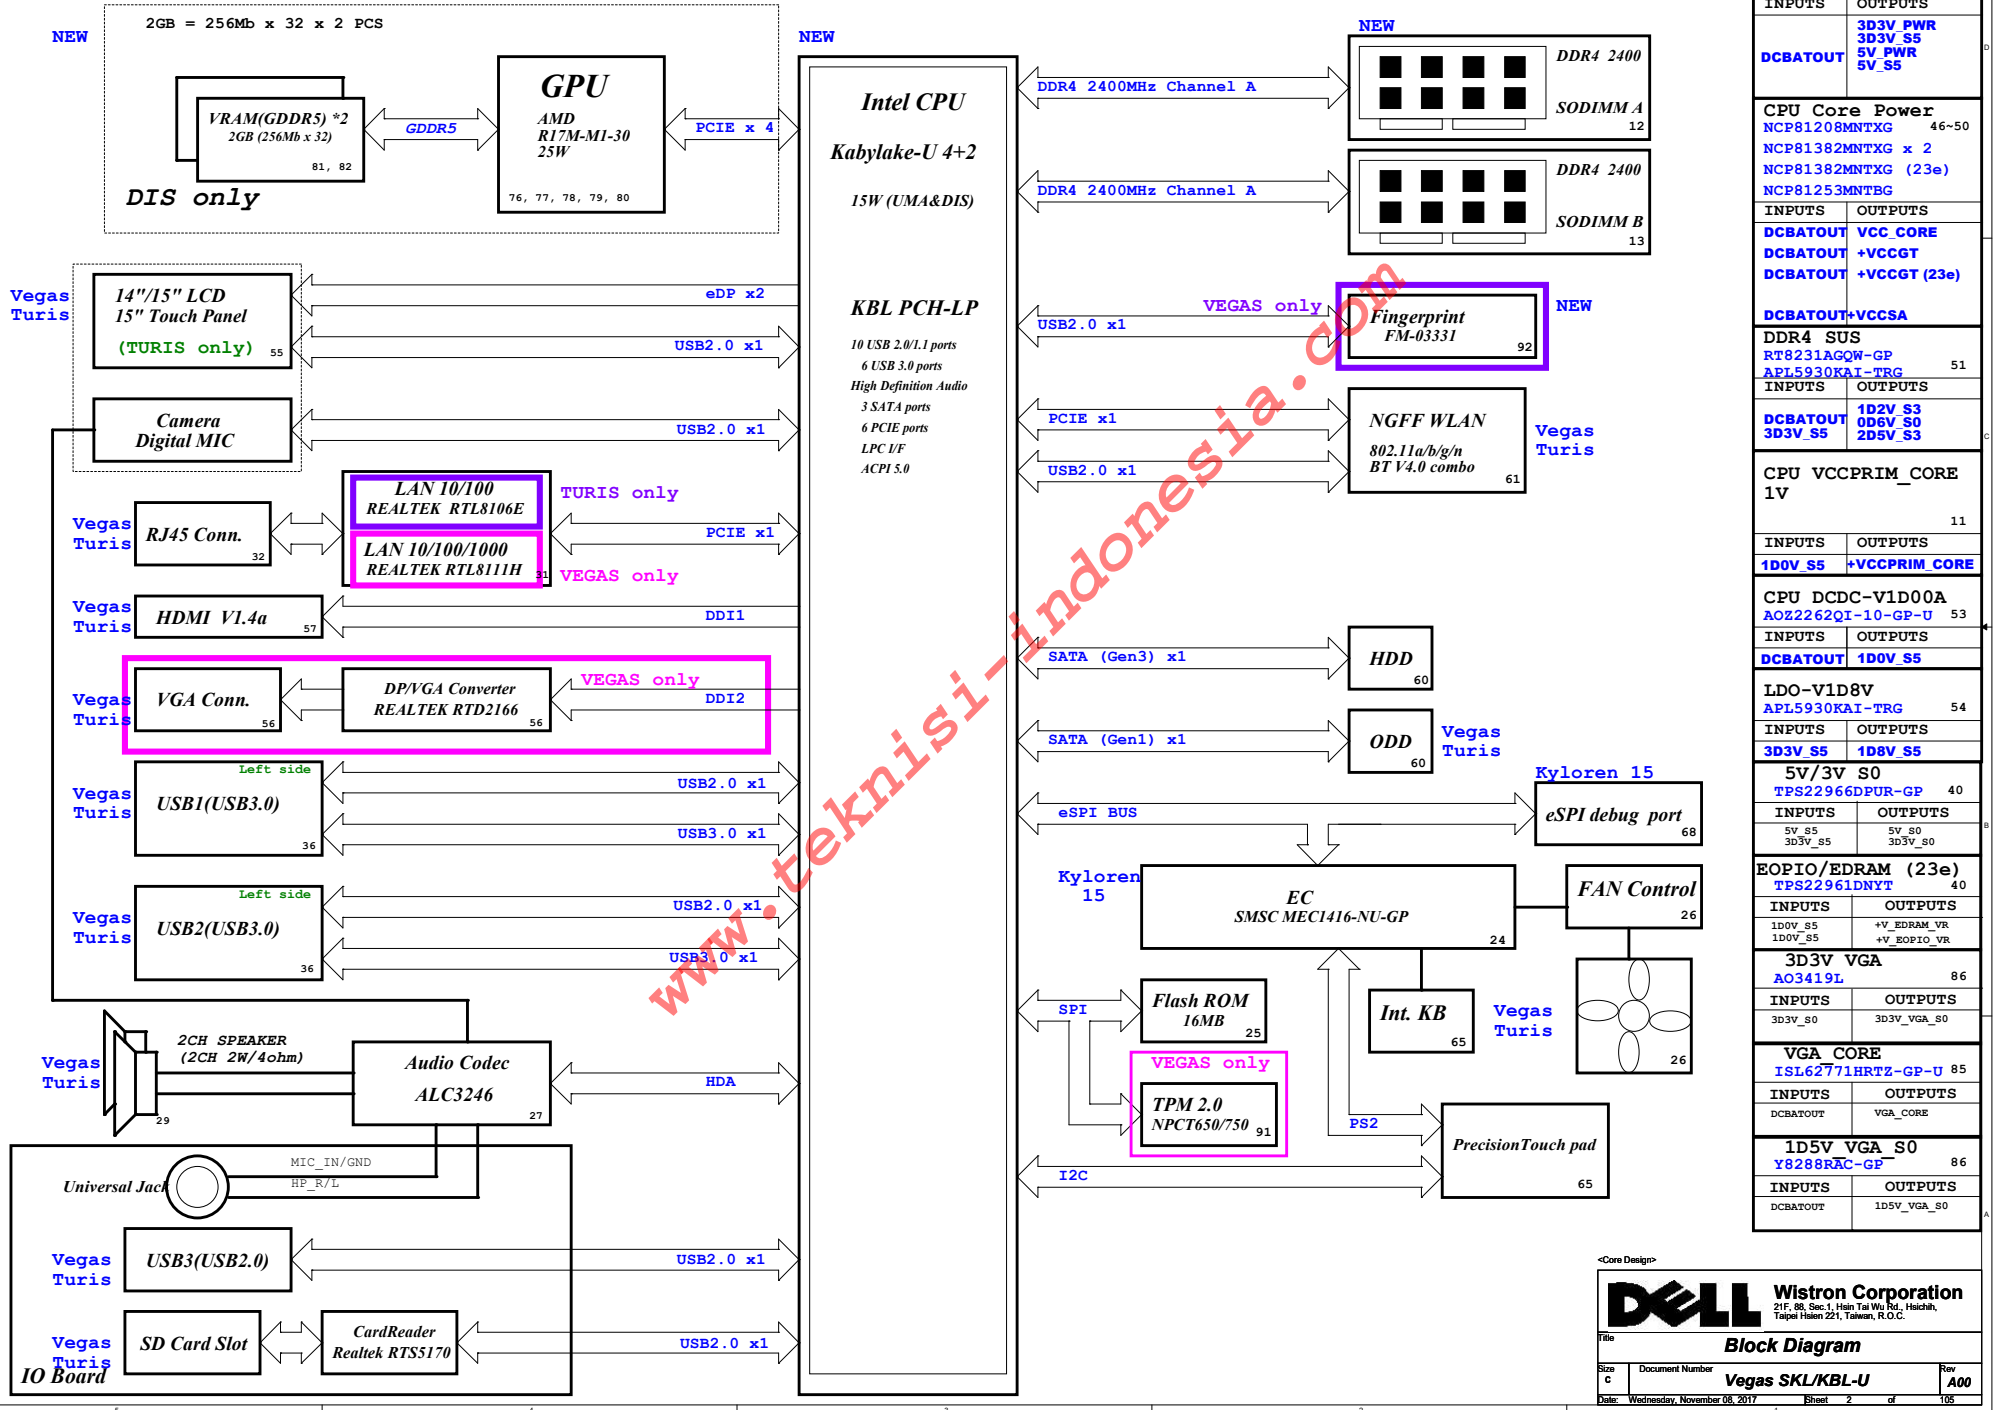 2GB = 256Mb x 32 x 2 PCS
NEW
VRAM(GDDR5) *2
2GB (256Mb x 32)
81, 82
DIS only
GDDR5
GPU
AMD
R17M-M1-30
25W
76, 77, 78, 79, 80
PCIE x 4
NEW
Intel CPU
Kabylake-U 4+2
15W (UMA&DIS)
KBL PCH-LP
10 USB 2.0/1.1 ports
6 USB 3.0 ports
High Definition Audio
3 SATA ports
6 PCIE ports
LPC I/F
ACPI 5.0
Vegas
Turis
14"/15" LCD
15" Touch Panel
(TURIS only)
55
eDP x2
USB2.0 x1
Camera
Digital MIC
USB2.0 x1
Vegas
Turis
RJ45 Conn.
32
LAN 10/100
REALTEK RTL8106E
TURIS only
LAN 10/100/1000
REALTEK RTL8111H
31
VEGAS only
PCIE x1
Vegas
Turis
HDMI V1.4a
57
DDI1
Vegas
Turis
VGA Conn.
56
DP/VGA Converter
REALTEK RTD2166
56
VEGAS only
DDI2
Vegas
Turis
Left side
USB1(USB3.0)
36
USB2.0 x1
USB3.0 x1
Vegas
Turis
Left side
USB2(USB3.0)
36
USB2.0 x1
USB3.0 x1
Vegas
Turis
29
2CH SPEAKER
(2CH 2W/4ohm)
Audio Codec
ALC3246
27
HDA
Universal Jack
MIC_IN/GND
HP_R/L
Vegas
Turis
USB3(USB2.0)
USB2.0 x1
Vegas
Turis
SD Card Slot
CardReader
Realtek RTS5170
USB2.0 x1
IO Board
NEW
DDR4 2400MHz Channel A
DDR4 2400
SODIMM A
12
DDR4 2400MHz Channel A
DDR4 2400
SODIMM B
13
VEGAS only
USB2.0 x1
Fingerprint
FM-03331
92
NEW
PCIE x1
USB2.0 x1
NGFF WLAN
802.11a/b/g/n
BT V4.0 combo
61
Vegas
Turis
SATA (Gen3) x1
HDD
60
SATA (Gen1) x1
ODD
60
Vegas
Turis
eSPI BUS
Kyloren 15
eSPI debug port
68
Kyloren
15
EC
SMSC MEC1416-NU-GP
24
FAN Control
26
26
SPI
Flash ROM
16MB
25
Int. KB
65
Vegas
Turis
VEGAS only
TPM 2.0
NPCT650/750
91
PS2
I2C
PrecisionTouch pad
65
www.teknisi-indonesia.com
INPUTS OUTPUTS
DCBATOUT
3D3V_PWR
3D3V_S5
5V_PWR
5V_S5
CPU Core Power
NCP81208MNTXG 46~50
NCP81382MNTXG x 2
NCP81382MNTXG (23e)
NCP81253MNTBG
INPUTS OUTPUTS
DCBATOUT VCC_CORE
DCBATOUT +VCCGT
DCBATOUT +VCCGT (23e)
DCBATOUT +VCCSA
DDR4 SUS
RT8231AGQW-GP
APL5930KAI-TRG
51
INPUTS OUTPUTS
DCBATOUT
3D3V_S5
1D2V_S3
0D6V_S0
2D5V_S3
CPU VCCPRIM_CORE
1V
11
INPUTS OUTPUTS
1D0V_S5 +VCCPRIM_CORE
CPU DCDC-V1D00A
AOZ2262QI-10-GP-U 53
INPUTS OUTPUTS
DCBATOUT 1D0V_S5
LDO-V1D8V
APL5930KAI-TRG 54
INPUTS OUTPUTS
3D3V_S5 1D8V_S5
5V/3V S0
TPS22966DPUR-GP 40
INPUTS OUTPUTS
5V_S5 5V_S0
3D3V_S5 3D3V_S0
EOPIO/EDRAM (23e)
TPS22961DNYT 40
INPUTS OUTPUTS
1D0V_S5 +V_EDRAM_VR
1D0V_S5 +V_EOPIO_VR
3D3V VGA
AO3419L 86
INPUTS OUTPUTS
3D3V_S0 3D3V_VGA_S0
VGA_CORE
ISL62771HRTZ-GP-U 85
INPUTS OUTPUTS
DCBATOUT VGA_CORE
1D5V_VGA_S0
Y8288RAC-GP 86
INPUTS OUTPUTS
DCBATOUT 1D5V_VGA_S0
<Core Design>
DELL
Wistron Corporation
21F, 88, Sec.1, Hsin Tai Wu Rd., Hsichih,
Taipei Hsien 221, Taiwan, R.O.C.
Title
Block Diagram
Size
C
Document Number
Vegas SKL/KBL-U
Rev
A00
Date: Wednesday, November 08, 2017 Sheet 2 of 105